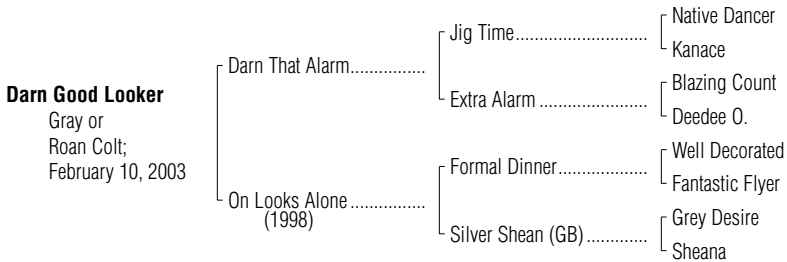 Native Dancer
Jig Time..........................
Kanace
Darn That Alarm................
Blazing Count
Extra Alarm .....................
Deedee O.
Darn Good Looker
Gray or
Roan Colt;
February 10, 2003
Well Decorated
Formal Dinner..................
Fantastic Flyer
On Looks Alone ...............
(1998)
Grey Desire
Silver Shean (GB) ............
Sheana